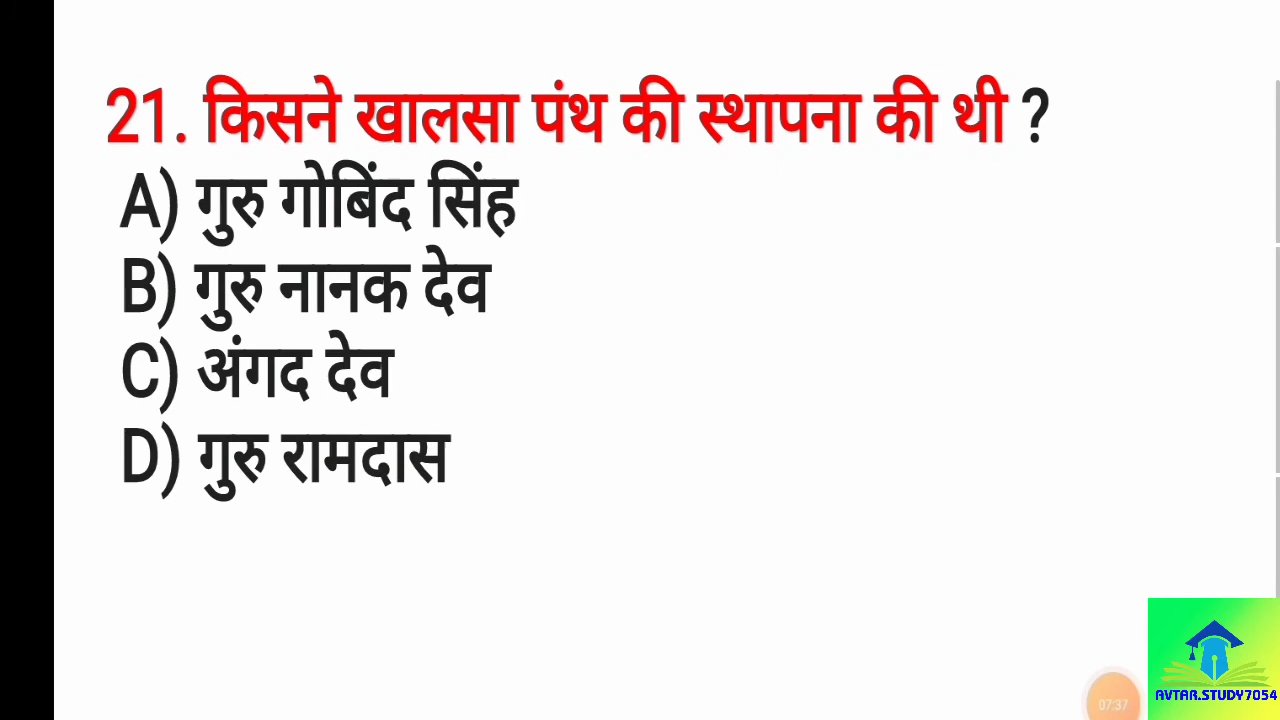 21. किसने खालसा पंथ की स्थापना की थी ?
A) गुरु गोबिंद सिंह
B) गुरु नानक देव
C) अंगद देव
D) गुरु रामदास
07:37
AVTAR.STUDY7054